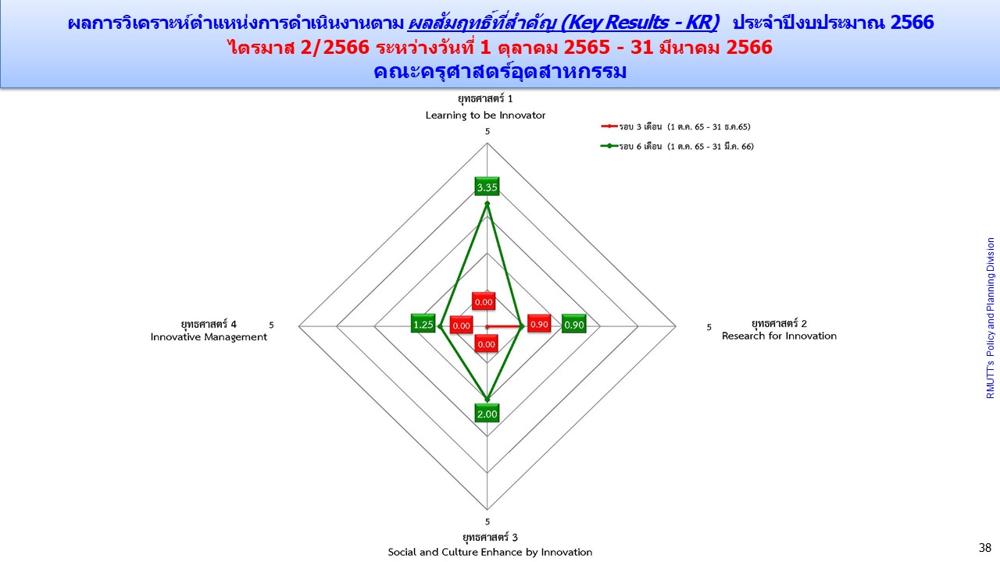 ผลการวิเคราะห์ตำแหน่งการดำเนินงานตาม ผลสัมฤทธิ์ที่สำคัญ (Key Results - KR) ประจำปีงบประมาณ 2566
ไตรมาส 2/2566 ระหว่างวันที่ 1 ตุลาคม 2565 - 31 มีนาคม 2566
คณะครุศาสตร์อุตสาหกรรม
ยุทธศาสตร์ 1
Learning to be Innovator
5
รอบ 3 เดือน (1 ต.ค. 65 - 31 ธ.ค.65)
รอบ 6 เดือน (1 ต.ค. 65 - 31 มี.ค. 66)
3.35
0.00
ยุทธศาสตร์ 4
Innovative Management
5
1.25
0.00
0.90
0.90
5
ยุทธศาสตร์ 2
Research for Innovation
0.00
2.00
5
ยุทธศาสตร์ 3
Social and Culture Enhance by Innovation
RMUTT's Policy and Planning Division
38